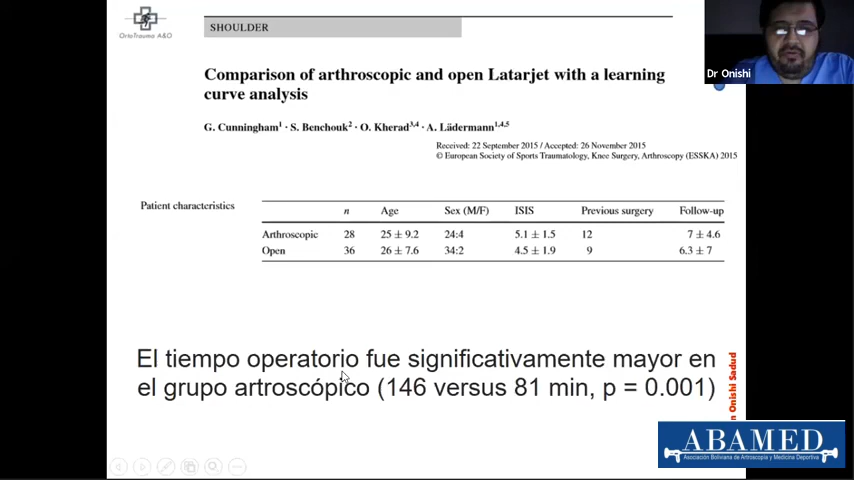 OrtoTrauma A&O
SHOULDER
Dr Onishi
Comparison of arthroscopic and open Latarjet with a learning
curve analysis
G. Cunningham¹ · S. Benchouk² · O. Kherad³,⁴ · A. Lädermann¹,⁴,⁵
Received: 22 September 2015 / Accepted: 26 November 2015
© European Society of Sports Traumatology, Knee Surgery, Arthroscopy (ESSKA) 2015
Patient characteristics
n Age Sex (M/F) ISIS Previous surgery Follow-up
Arthroscopic 28 25 ± 9.2 24:4 5.1 ± 1.5 12 7 ± 4.6
Open 36 26 ± 7.6 34:2 4.5 ± 1.9 9 6.3 ± 7
El tiempo operatorio fue significativamente mayor en
el grupo artroscópico (146 versus 81 min, p = 0.001)
n Onishi Sadud
ABAMED
Asociación Boliviana de Artroscopía y Medicina Deportiva